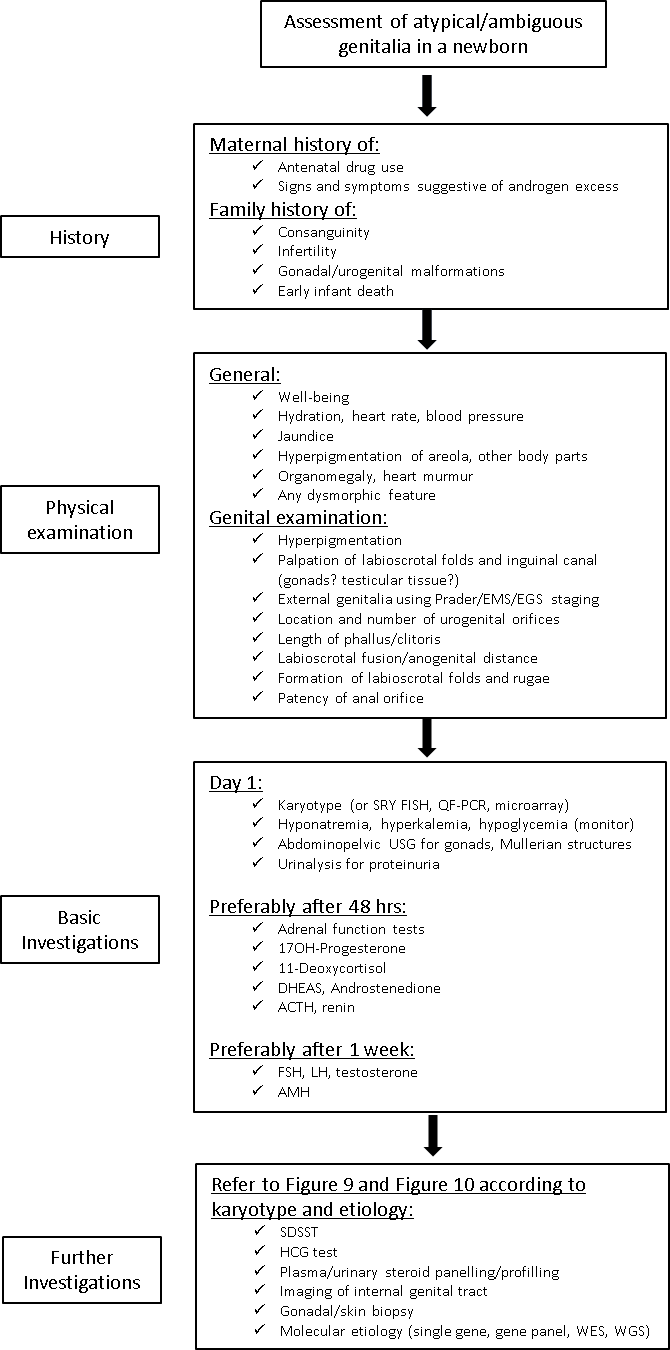 Assessment of atypical/ambiguous
genitalia in a newborn
History
Maternal history of:
✓ Antenatal drug use
✓ Signs and symptoms suggestive of androgen excess
Family history of:
✓ Consanguinity
✓ Infertility
✓ Gonadal/urogenital malformations
✓ Early infant death
Physical
examination
General:
✓ Well-being
✓ Hydration, heart rate, blood pressure
✓ Jaundice
✓ Hyperpigmentation of areola, other body parts
✓ Organomegaly, heart murmur
✓ Any dysmorphic feature
Genital examination:
✓ Hyperpigmentation
✓ Palpation of labioscrotal folds and inguinal canal
(gonads? testicular tissue?)
✓ External genitalia using Prader/EMS/EGS staging
✓ Location and number of urogenital orifices
✓ Length of phallus/clitoris
✓ Labioscrotal fusion/anogenital distance
✓ Formation of labioscrotal folds and rugae
✓ Patency of anal orifice
Basic
Investigations
Day 1:
✓ Karyotype (or SRY FISH, QF-PCR, microarray)
✓ Hyponatremia, hyperkalemia, hypoglycemia (monitor)
✓ Abdominopelvic USG for gonads, Mullerian structures
✓ Urinalysis for proteinuria
Preferably after 48 hrs:
✓ Adrenal function tests
✓ 17OH-Progesterone
✓ 11-Deoxycortisol
✓ DHEAS, Androstenedione
✓ ACTH, renin
Preferably after 1 week:
✓ FSH, LH, testosterone
✓ AMH
Further
Investigations
Refer to Figure 9 and Figure 10 according to
karyotype and etiology:
✓ SDSST
✓ HCG test
✓ Plasma/urinary steroid panelling/profilling
✓ Imaging of internal genital tract
✓ Gonadal/skin biopsy
✓ Molecular etiology (single gene, gene panel, WES, WGS)